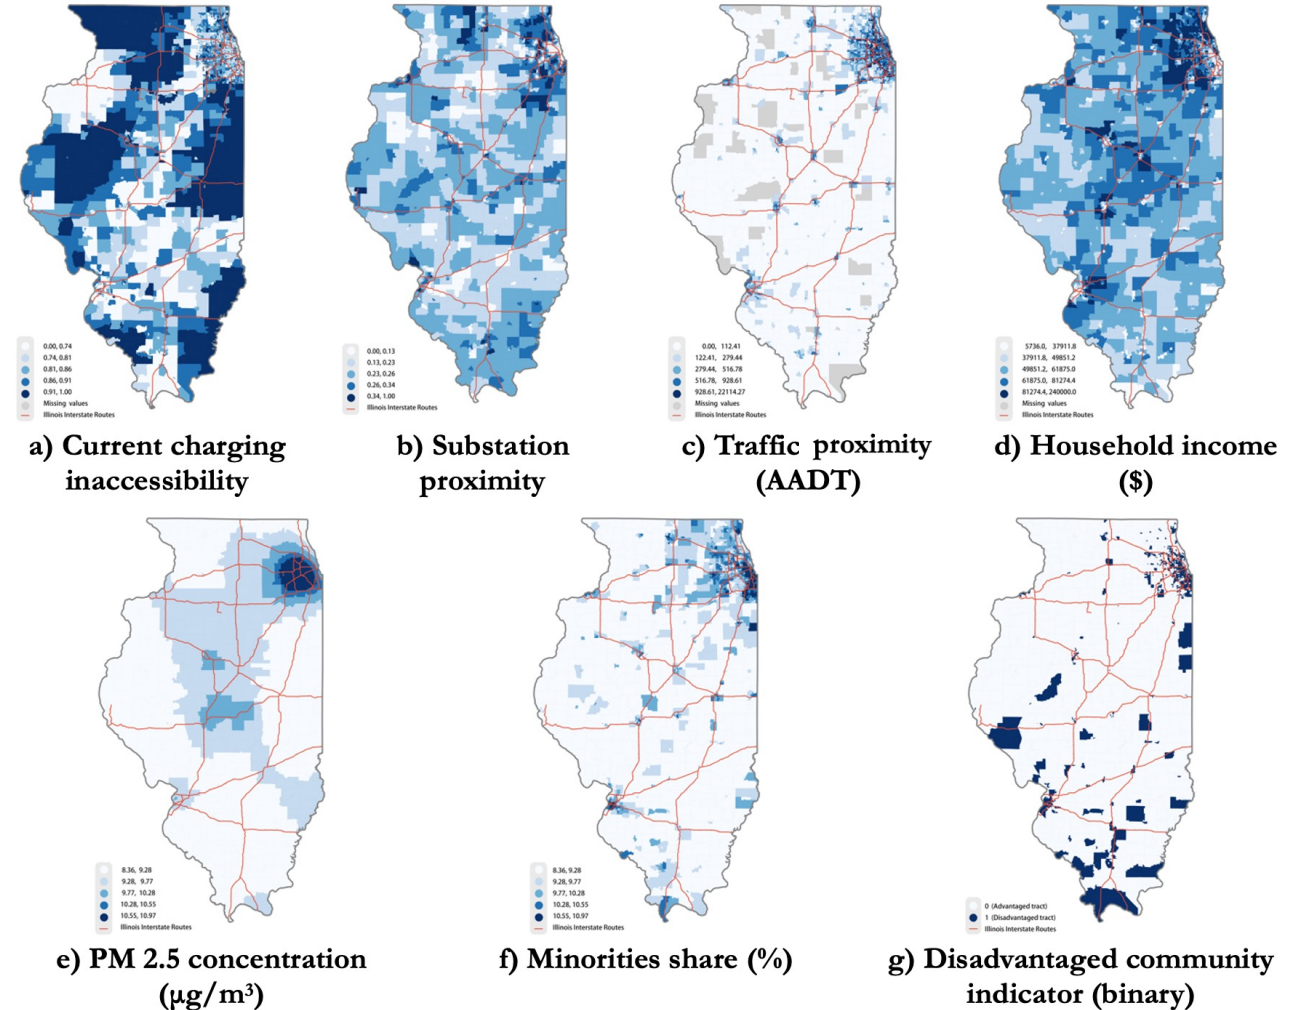 0.00, 0.74
0.74, 0.81
0.81, 0.86
0.86, 0.91
0.91, 1.00
Missing values
Illinois Interstate Routes
a) Current charging
inaccessibility
0.00, 0.13
0.13, 0.23
0.23, 0.26
0.26, 0.34
0.34, 1.00
Illinois Interstate Routes
b) Substation
proximity
0.00, 112.41
122.41, 279.44
279.44, 516.78
516.78, 928.61
928.61, 22114.27
Missing values
Illinois Interstate Routes
c) Traffic proximity
(AADT)
5736.0, 37911.8
37911.8, 49851.2
49851.2, 61875.0
61875.0, 81274.4
81274.4, 240000.0
Missing values
Illinois Interstate Routes
d) Household income
($)
8.36, 9.28
9.28, 9.77
9.77, 10.28
10.28, 10.55
10.55, 10.97
Illinois Interstate Routes
e) PM 2.5 concentration
(µg/m³)
8.36, 9.28
9.28, 9.77
9.77, 10.28
10.28, 10.55
10.55, 10.97
Illinois Interstate Routes
f) Minorities share (%)
0 (Advantaged tract)
1 (Disadvantaged tract)
Illinois Interstate Routes
g) Disadvantaged community
indicator (binary)